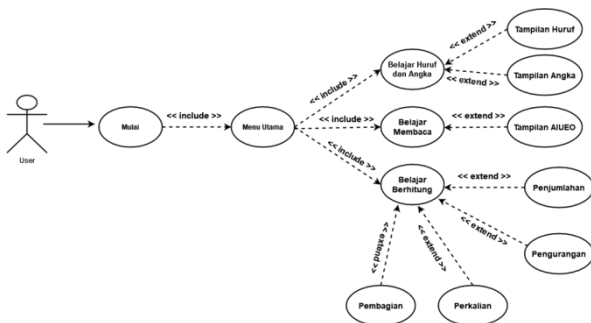 User
Mulai
<< include >>
Menu Utama
<< include >>
<< include >>
<< include >>
Belajar Huruf
dan Angka
Belajar
Membaca
Belajar
Berhitung
<< extend >>
Tampilan Huruf
<< extend >>
Tampilan Angka
<< extend >>
Tampilan AIUEO
<< extend >>
Penjumlahan
<< extend >>
Pengurangan
<< extend >>
Pembagian
<< extend >>
Perkalian